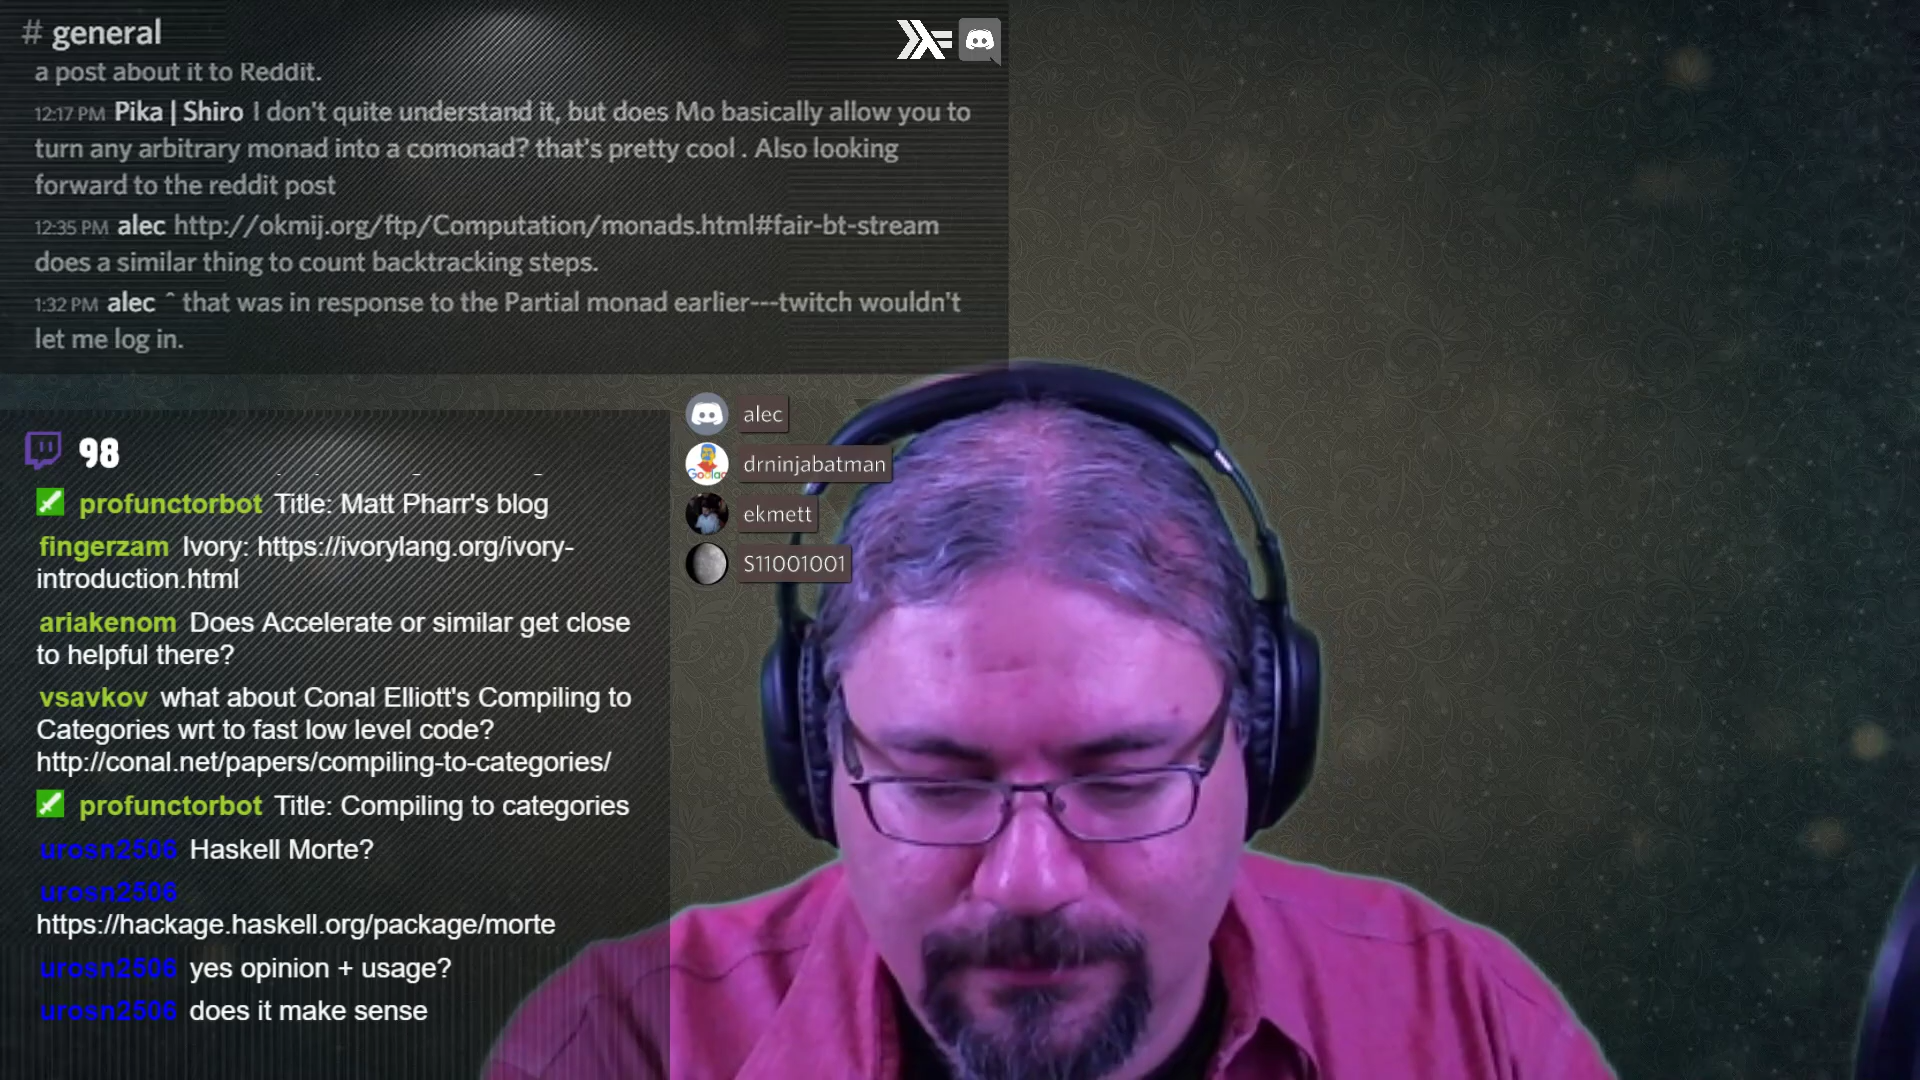 # general
a post about it to Reddit.
12:17 PM Pika | Shiro I don't quite understand it, but does Mo basically allow you to
turn any arbitrary monad into a comonad? that's pretty cool . Also looking
forward to the reddit post
12:35 PM alec http://okmij.org/ftp/Computation/monads.html#fair-bt-stream
does a similar thing to count backtracking steps.
1:32 PM alec ^ that was in response to the Partial monad earlier---twitch wouldn't
let me log in.
alec
drninjabatman
ekmett
S11001001
98
profunctorbot Title: Matt Pharr's blog
fingerzam Ivory: https://ivorylang.org/ivory-
introduction.html
ariakenom Does Accelerate or similar get close
to helpful there?
vsavkov what about Conal Elliott's Compiling to
Categories wrt to fast low level code?
http://conal.net/papers/compiling-to-categories/
profunctorbot Title: Compiling to categories
urosn2506 Haskell Morte?
urosn2506
https://hackage.haskell.org/package/morte
urosn2506 yes opinion + usage?
urosn2506 does it make sense